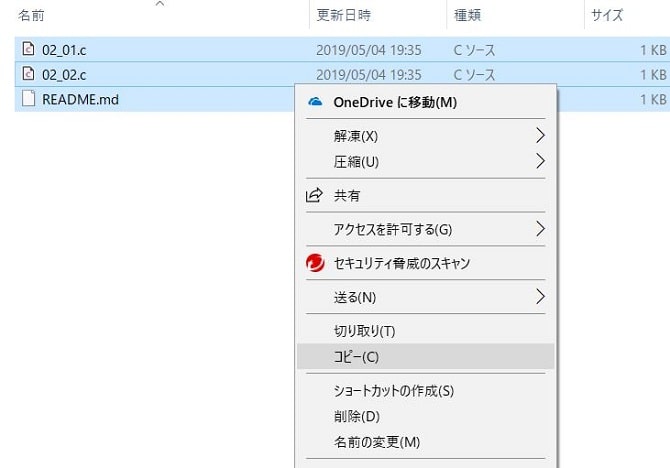 名前 更新日時 種類 サイズ
02_01.c 2019/05/04 19:35 C ソース 1 KB
02_02.c 2019/05/04 19:35 C ソース 1 KB
README.md 1 KB
OneDrive に移動(M)
解凍(X)
圧縮(U)
共有
アクセスを許可する(G)
セキュリティ脅威のスキャン
送る(N)
切り取り(T)
コピー(C)
ショートカットの作成(S)
削除(D)
名前の変更(M)